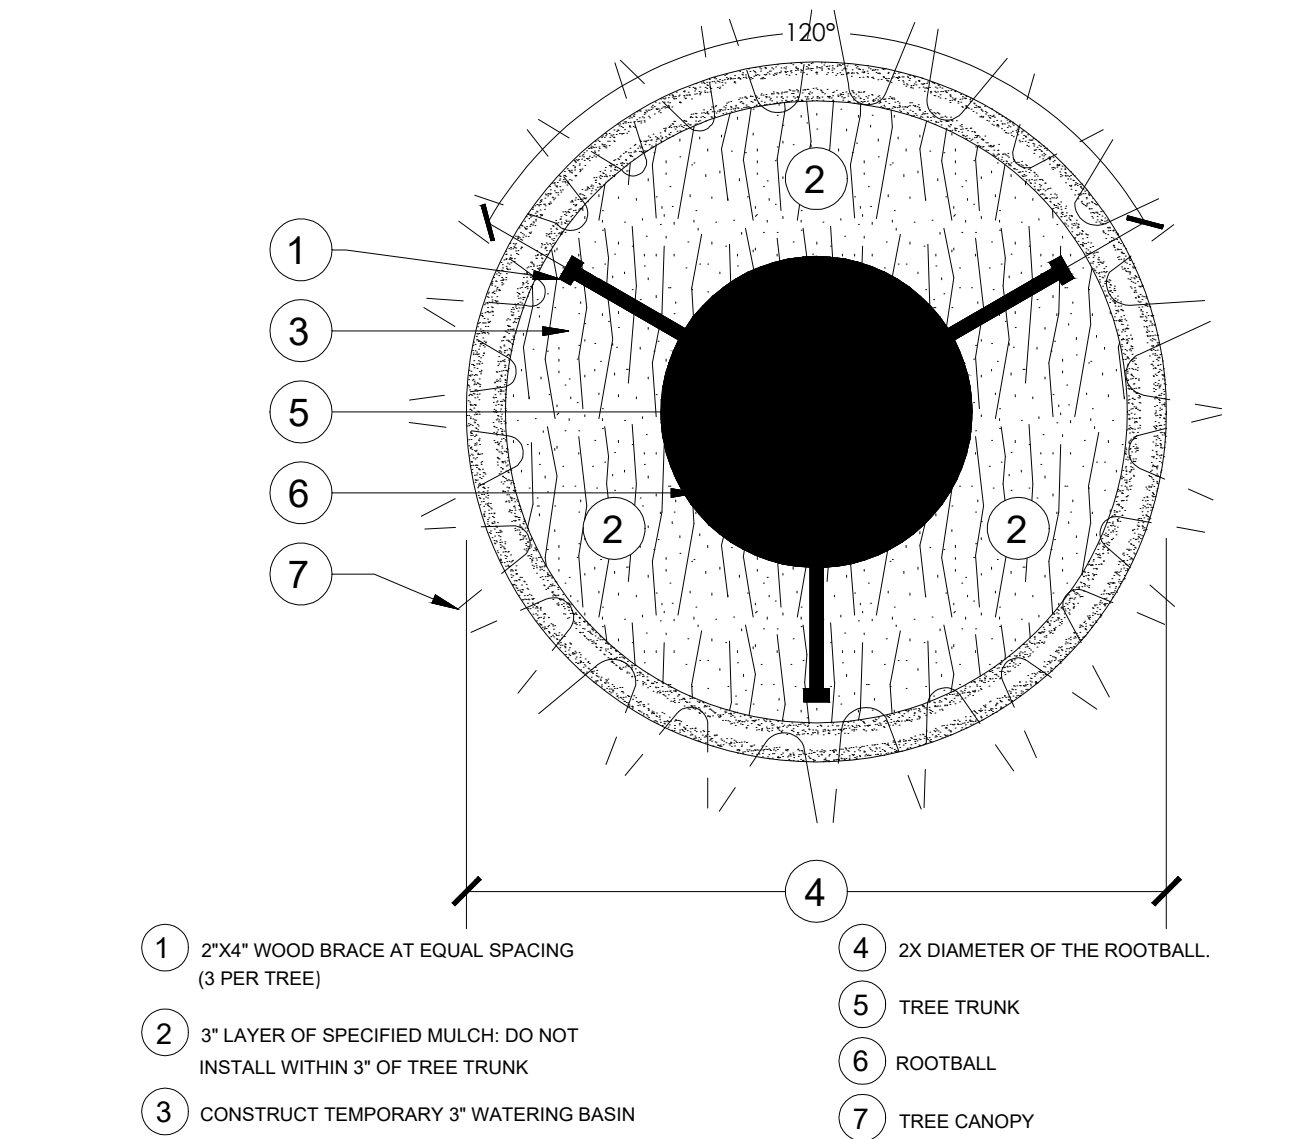 120°
2
1
3
5
6
2
2
7
4
1 2"X4" WOOD BRACE AT EQUAL SPACING
(3 PER TREE)
2 3" LAYER OF SPECIFIED MULCH: DO NOT
INSTALL WITHIN 3" OF TREE TRUNK
3 CONSTRUCT TEMPORARY 3" WATERING BASIN
4 2X DIAMETER OF THE ROOTBALL.
5 TREE TRUNK
6 ROOTBALL
7 TREE CANOPY